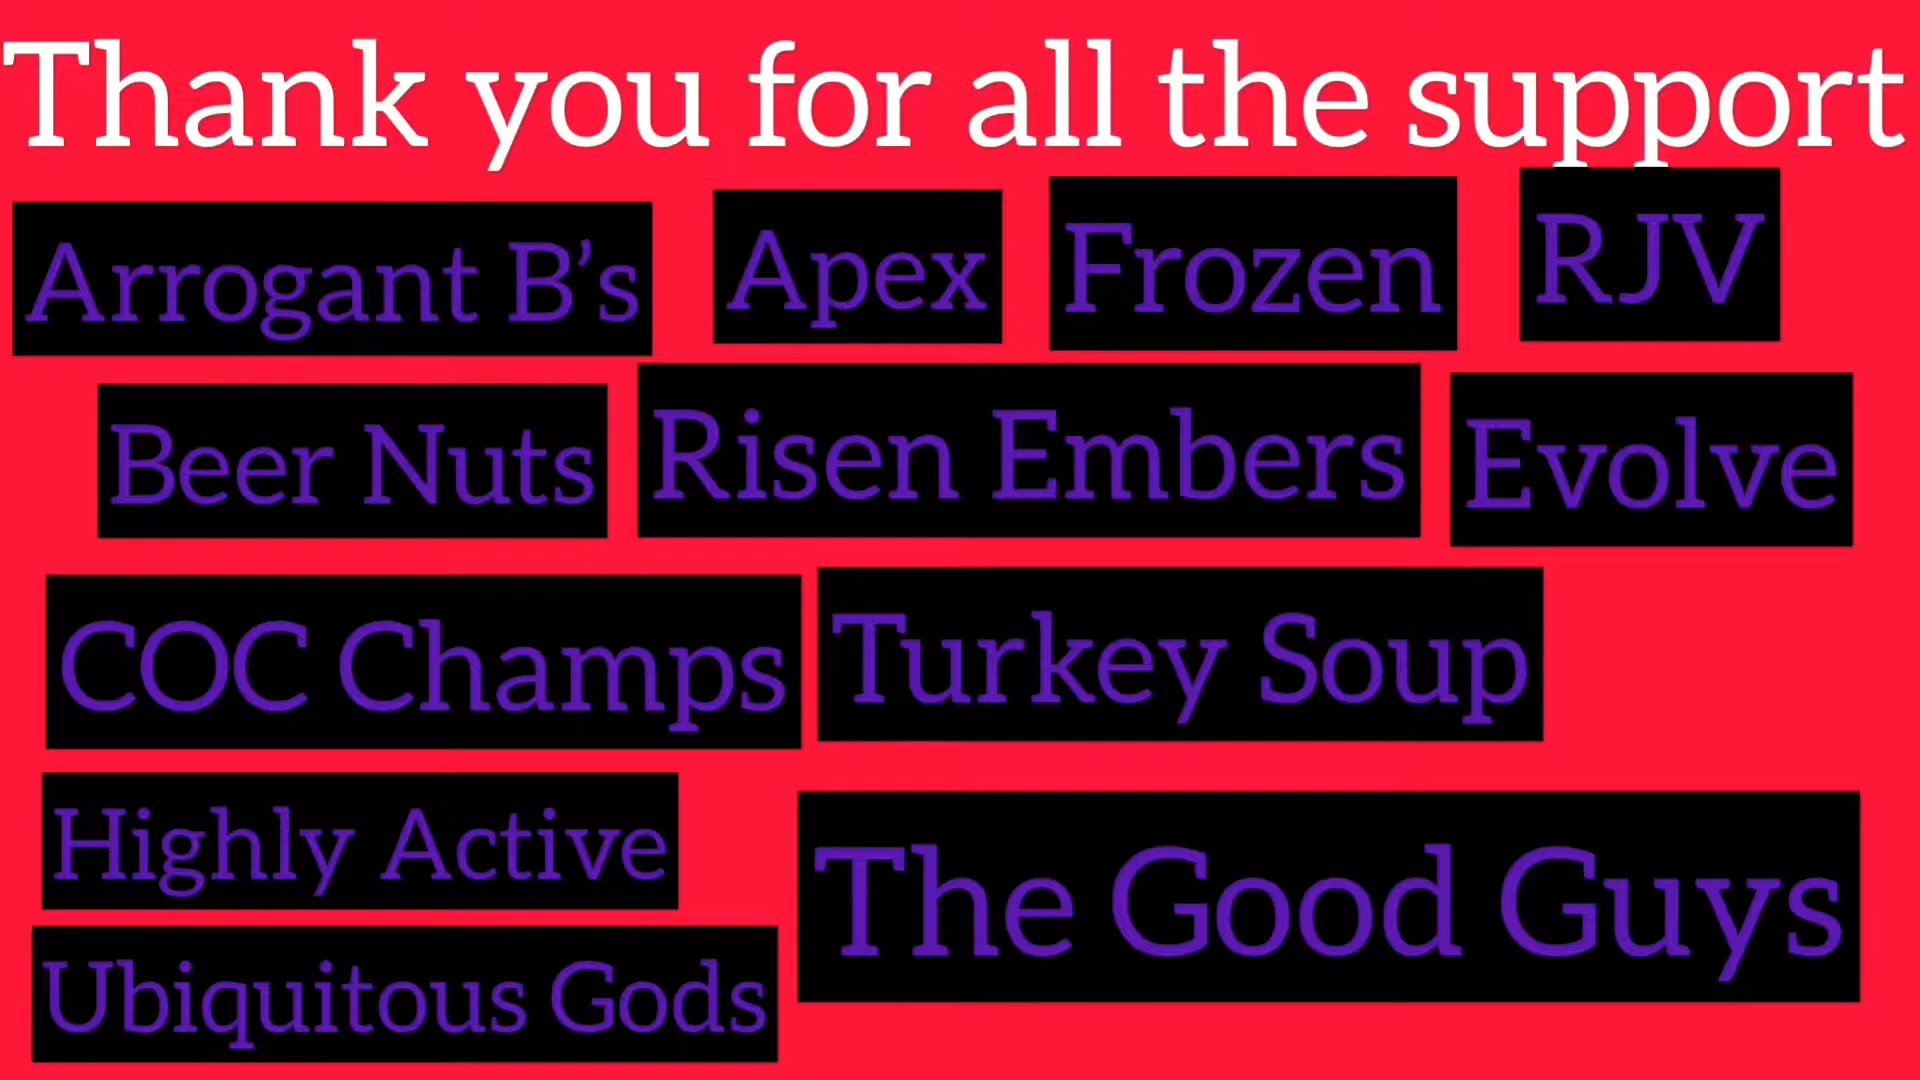 Thank you for all the support
Arrogant B’s
Apex
Frozen
RJV
Beer Nuts
Risen Embers
Evolve
COC Champs
Turkey Soup
Highly Active
The Good Guys
Ubiquitous Gods